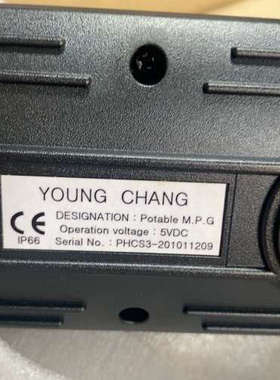 YOUNG CHANG
CE DESIGNATION : Potable M.P.G
Operation voltage : 5VDC
IP66 Serial No. : PHCS3-201011209